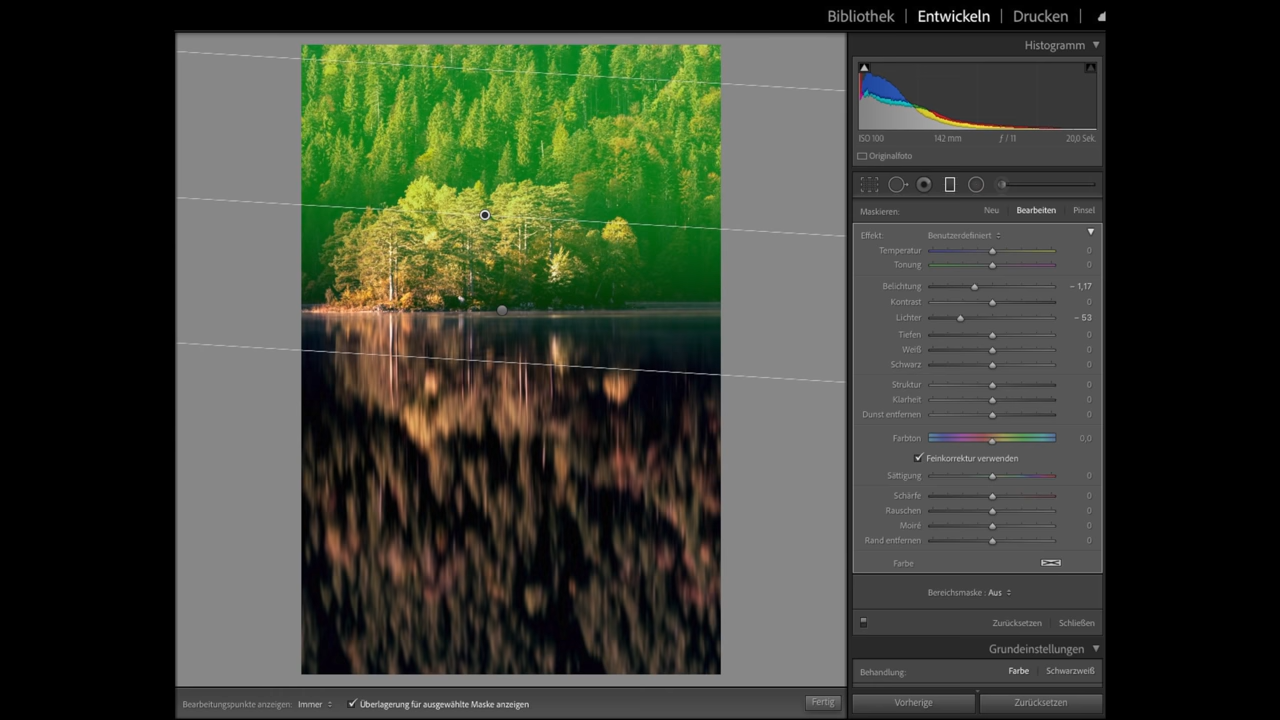 Bibliothek | Entwickeln | Drucken |
Histogramm
ISO 100 142 mm ƒ / 11 20,0 Sek.
Originalfoto
Maskieren: Neu Bearbeiten Pinsel
Effekt: Benutzerdefiniert
Temperatur 0
Tonung 0
Belichtung – 1,17
Kontrast 0
Lichter – 53
Tiefen 0
Weiß 0
Schwarz 0
Struktur 0
Klarheit 0
Dunst entfernen 0
Farbton 0,0
Feinkorrektur verwenden
Sättigung 0
Schärfe 0
Rauschen 0
Moiré 0
Rand entfernen 0
Farbe
Bereichsmaske : Aus
Zurücksetzen Schließen
Grundeinstellungen
Behandlung: Farbe Schwarzweiß
Bearbeitungspunkte anzeigen: Immer Überlagerung für ausgewählte Maske anzeigen Fertig Vorherige Zurücksetzen